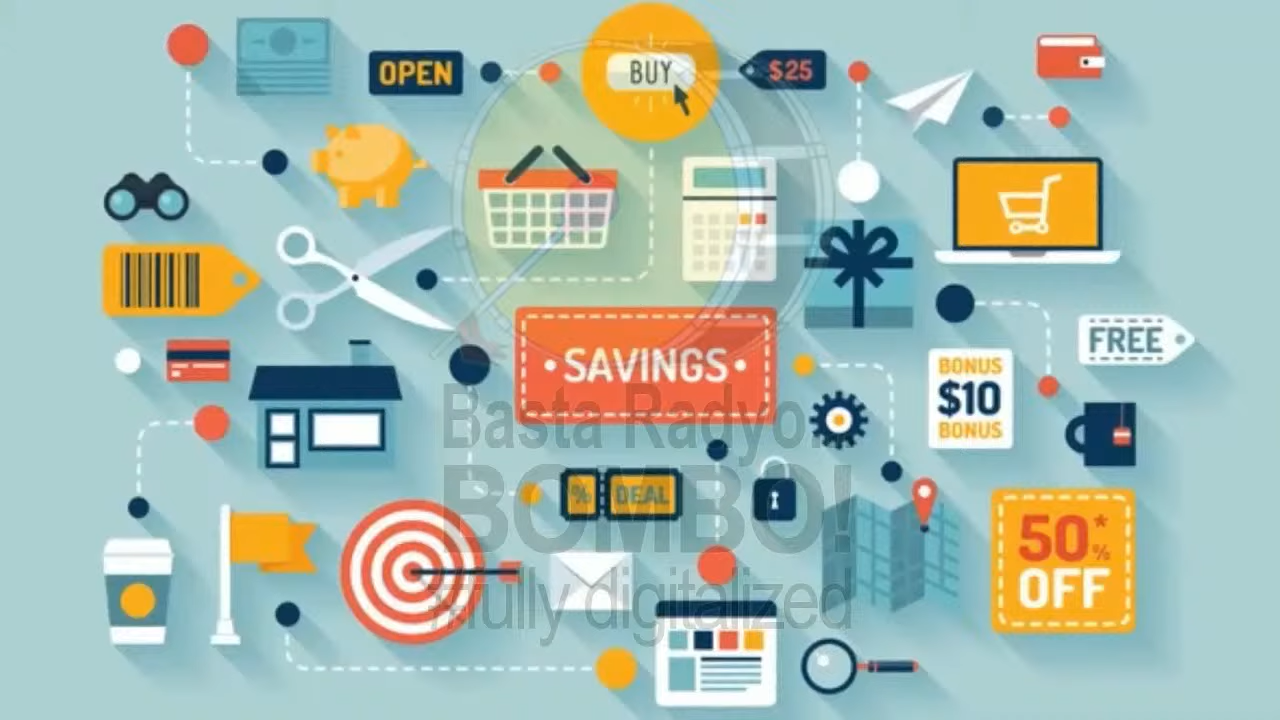 OPEN
BUY
$25
SAVINGS
FREE
BONUS
$10
BONUS
Basta Radyo
% DEAL
BOMBO!
50*
%
OFF
#fully digitalized